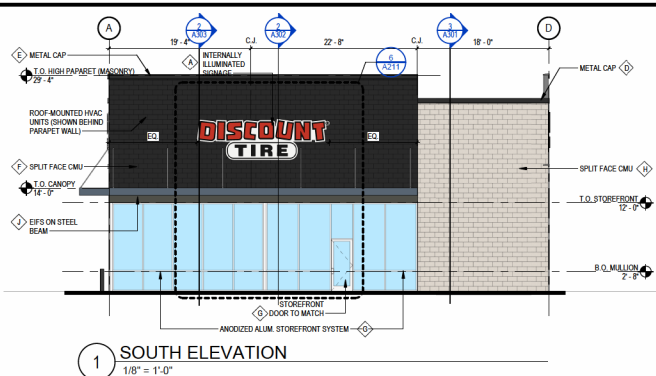 A
2
A303
2
A302
3
A301
D
19' - 4"
C.J.
22' - 8"
C.J.
18' - 0"
E METAL CAP
A INTERNALLY
ILLUMINATED
SIGNAGE
6
A211
METAL CAP D
T.O. HIGH PAPARET (MASONRY)
29' - 4"
ROOF-MOUNTED HVAC
UNITS (SHOWN BEHIND
PARAPET WALL)
DISCOUNT
TIRE
EQ.
EQ.
F SPLIT FACE CMU
SPLIT FACE CMU H
T.O. CANOPY
14' - 0"
T.O. STOREFRONT
12' - 0"
J EIFS ON STEEL
BEAM
B.O. MULLION
2' - 8"
STOREFRONT
G DOOR TO MATCH
ANODIZED ALUM. STOREFRONT SYSTEM G
1 SOUTH ELEVATION
1/8" = 1'-0"